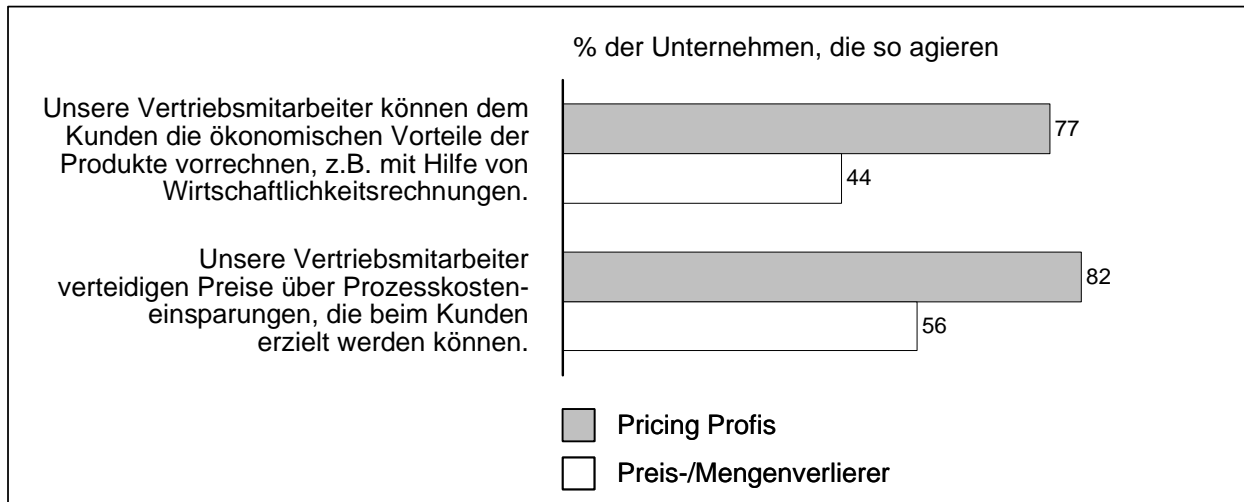 % der Unternehmen, die so agieren
Unsere Vertriebsmitarbeiter können dem
Kunden die ökonomischen Vorteile der
Produkte vorrechnen, z.B. mit Hilfe von
Wirtschaftlichkeitsrechnungen.
77
44
Unsere Vertriebsmitarbeiter
verteidigen Preise über Prozesskosten-
einsparungen, die beim Kunden
erzielt werden können.
82
56
Pricing Profis
Preis-/Mengenverlierer